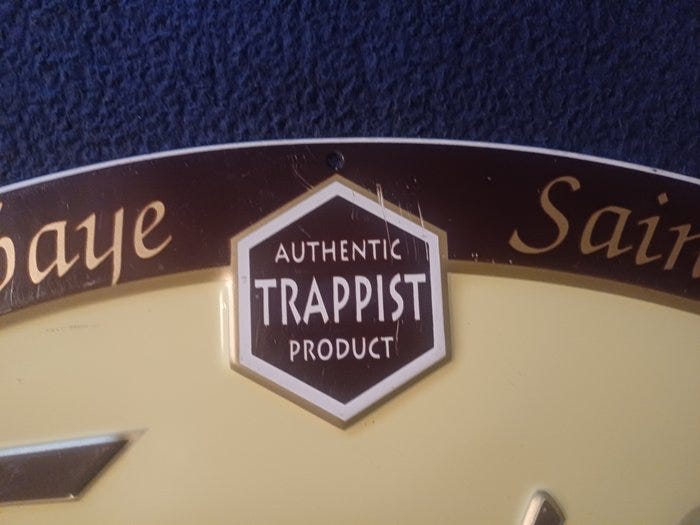 baye
AUTHENTIC
TRAPPIST
PRODUCT
Sain